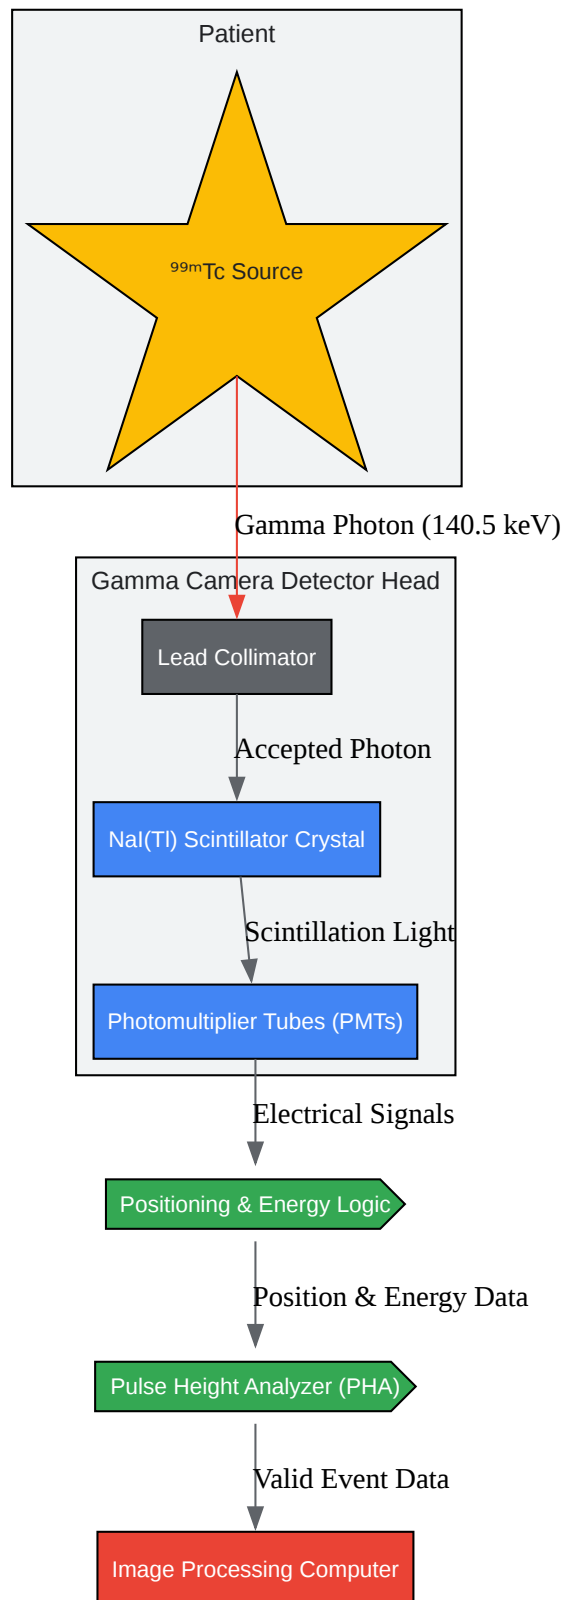 Patient
⁹⁹ᵐTc Source
Gamma Photon (140.5 keV)
Gamma Camera Detector Head
Lead Collimator
Accepted Photon
NaI(Tl) Scintillator Crystal
Scintillation Light
Photomultiplier Tubes (PMTs)
Electrical Signals
Positioning & Energy Logic
Position & Energy Data
Pulse Height Analyzer (PHA)
Valid Event Data
Image Processing Computer